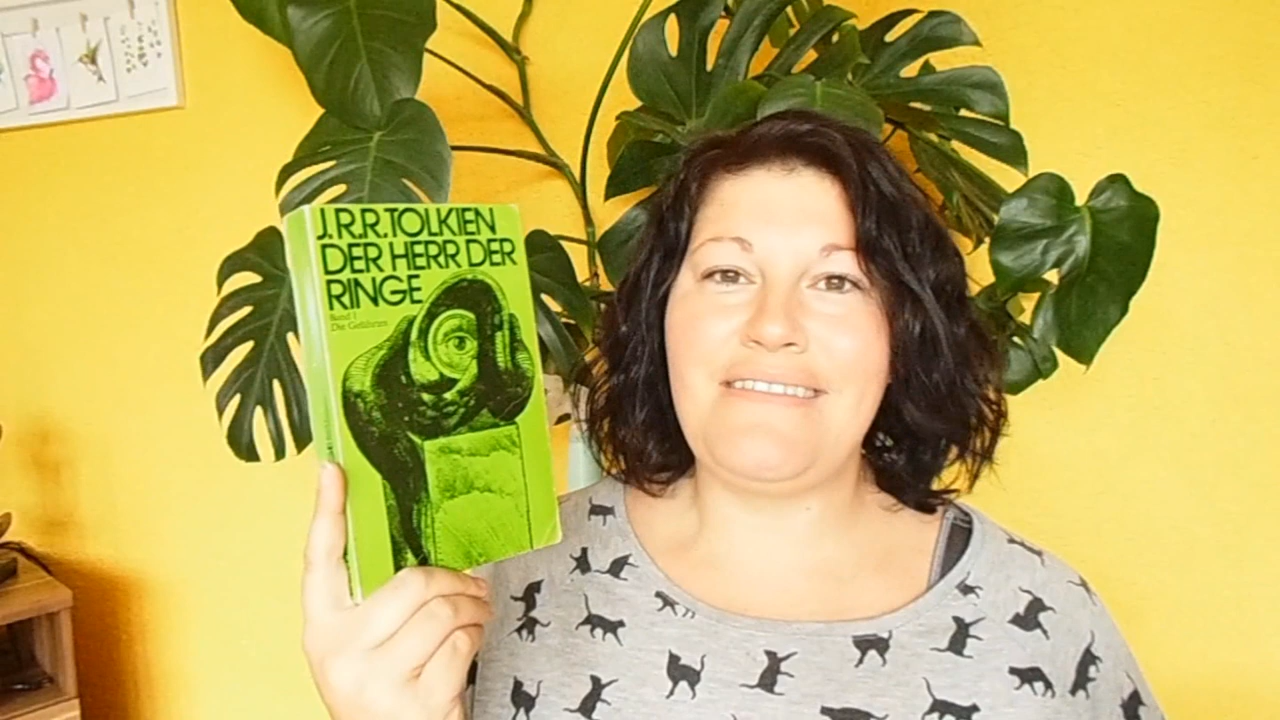 J.R.R.TOLKIEN
DER HERR DER
RINGE
Band 1
Die Gefährten